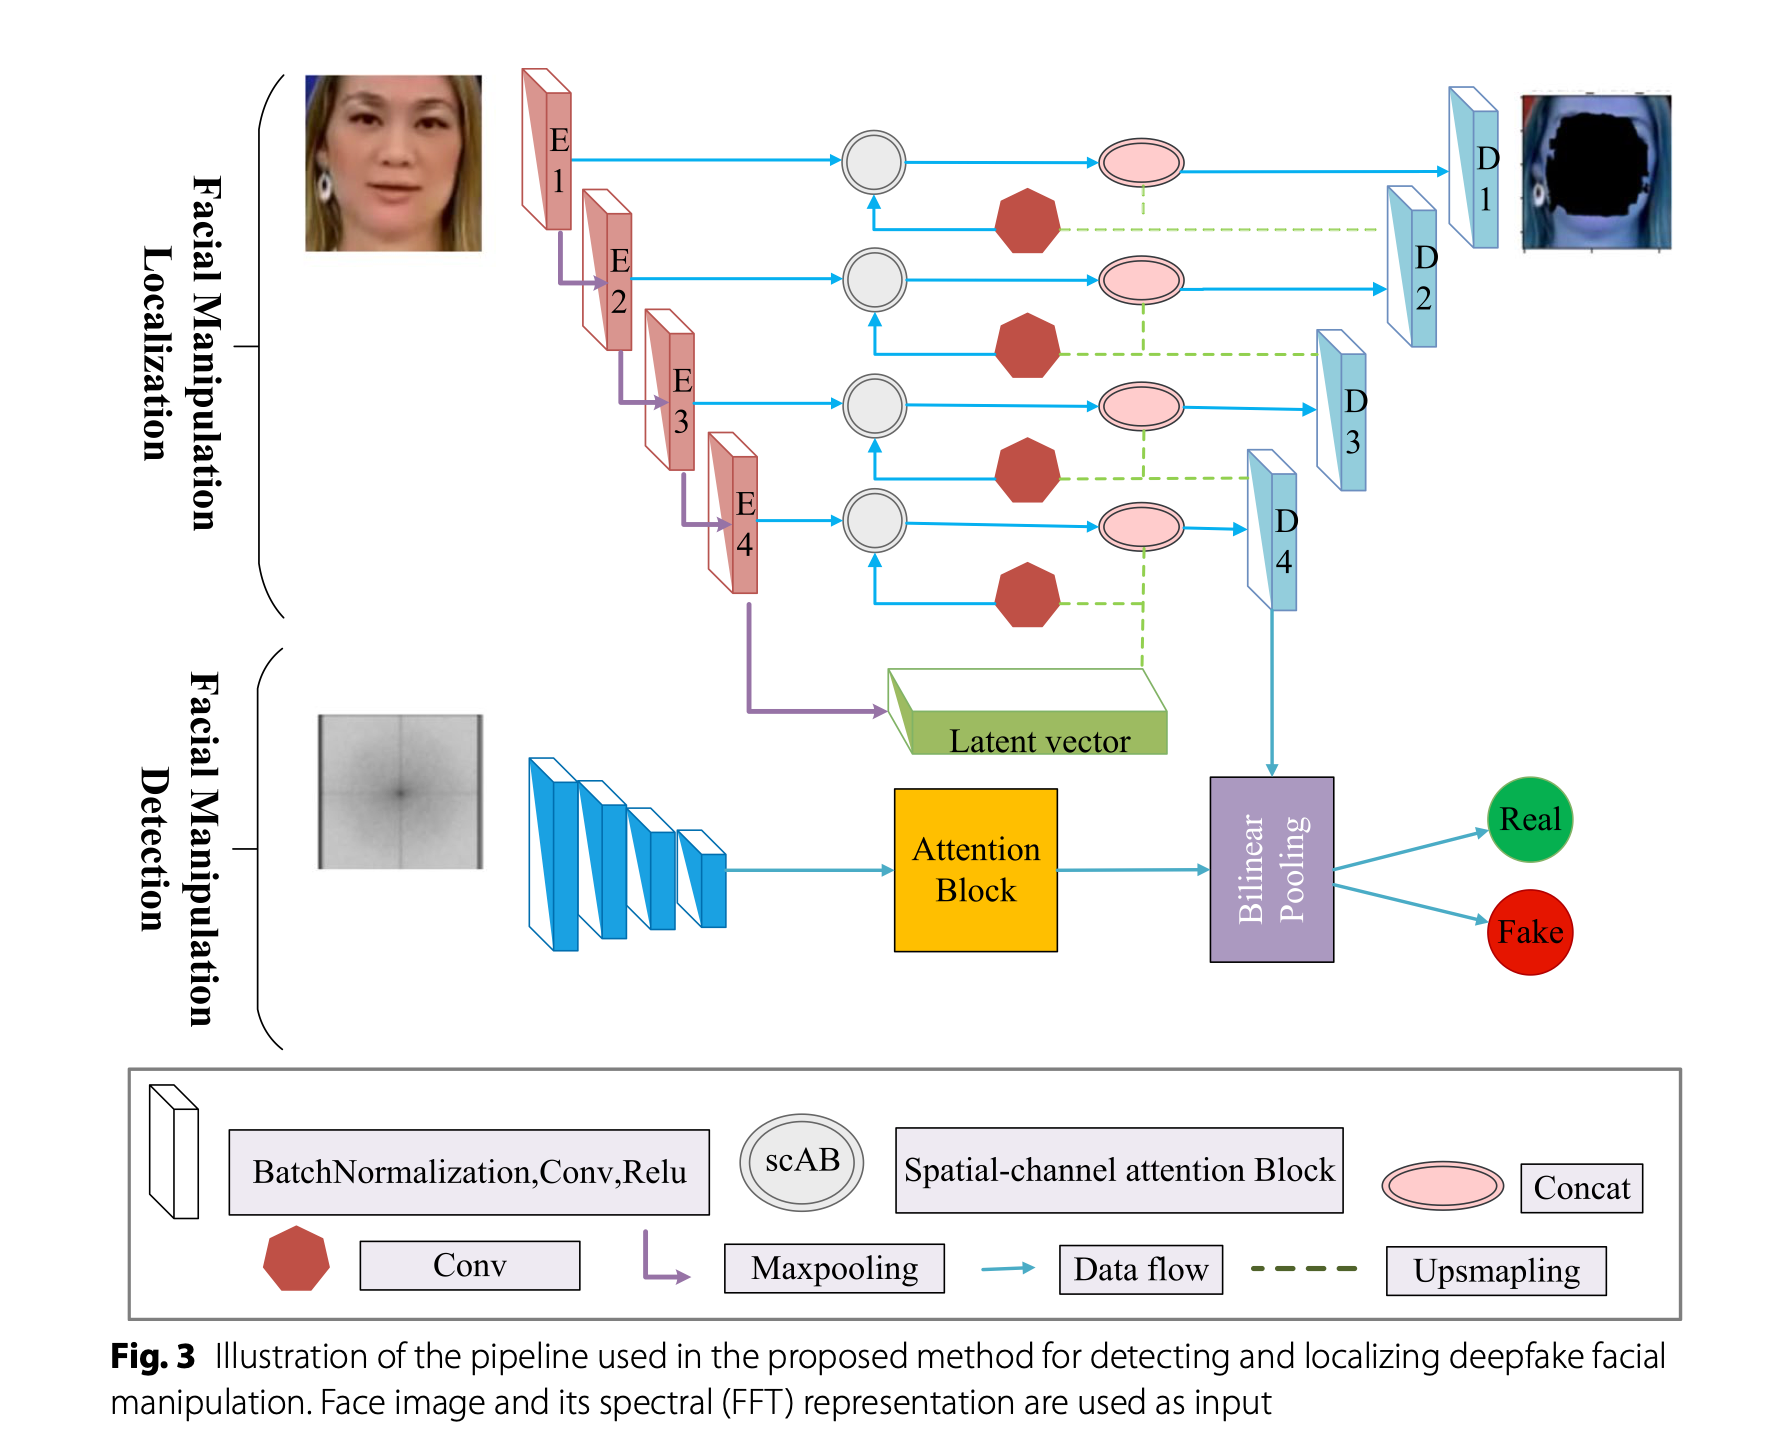 Facial Manipulation
Localization
E
1
E
2
E
3
E
4
D
1
D
2
D
3
D
4
Latent vector
Facial Manipulation
Detection
Attention
Block
Bilinear
Pooling
Real
Fake
BatchNormalization,Conv,Relu
scAB
Spatial-channel attention Block
Concat
Conv
Maxpooling
Data flow
Upsmapling
Fig. 3 Illustration of the pipeline used in the proposed method for detecting and localizing deepfake facial
manipulation. Face image and its spectral (FFT) representation are used as input